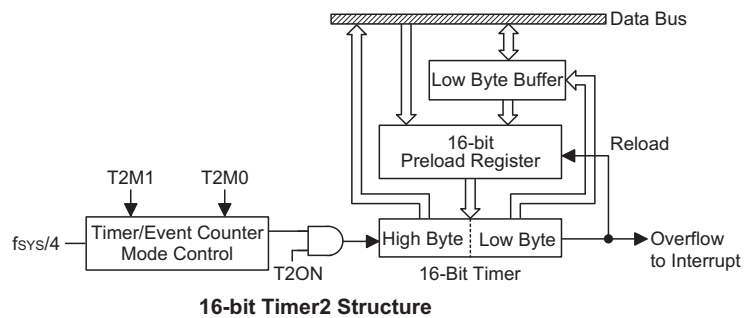 Data Bus
Low Byte Buffer
16-bit
Preload Register
Reload
T2M1
T2M0
fSYS/4
Timer/Event Counter
Mode Control
T2ON
High Byte
Low Byte
16-Bit Timer
Overflow
to Interrupt
16-bit Timer2 Structure